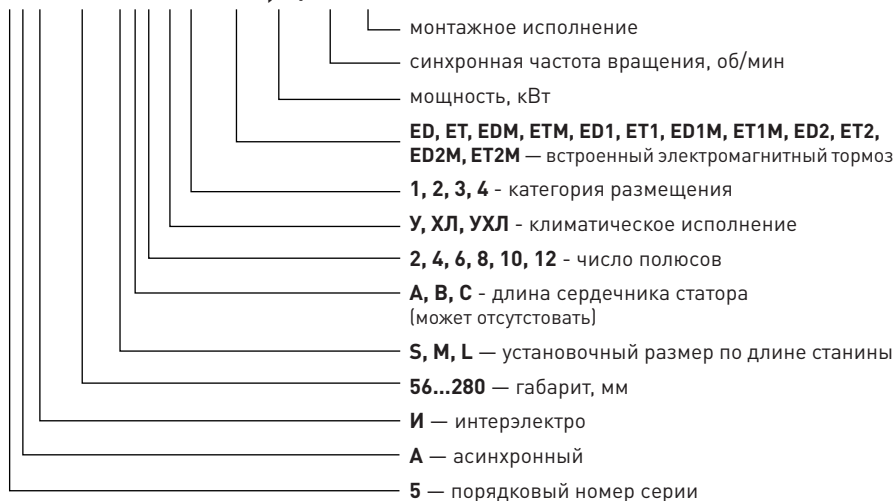 монтажное исполнение
синхронная частота вращения, об/мин
мощность, кВт
ED, ET, EDM, ETM, ED1, ET1, ED1M, ET1M, ED2, ET2,
ED2M, ET2M — встроенный электромагнитный тормоз
1, 2, 3, 4 - категория размещения
У, ХЛ, УХЛ - климатическое исполнение
2, 4, 6, 8, 10, 12 - число полюсов
A, B, C - длина сердечника статора
(может отсутстовать)
S, M, L — установочный размер по длине станины
56...280 — габарит, мм
И — интерэлектро
А — асинхронный
5 — порядковый номер серии